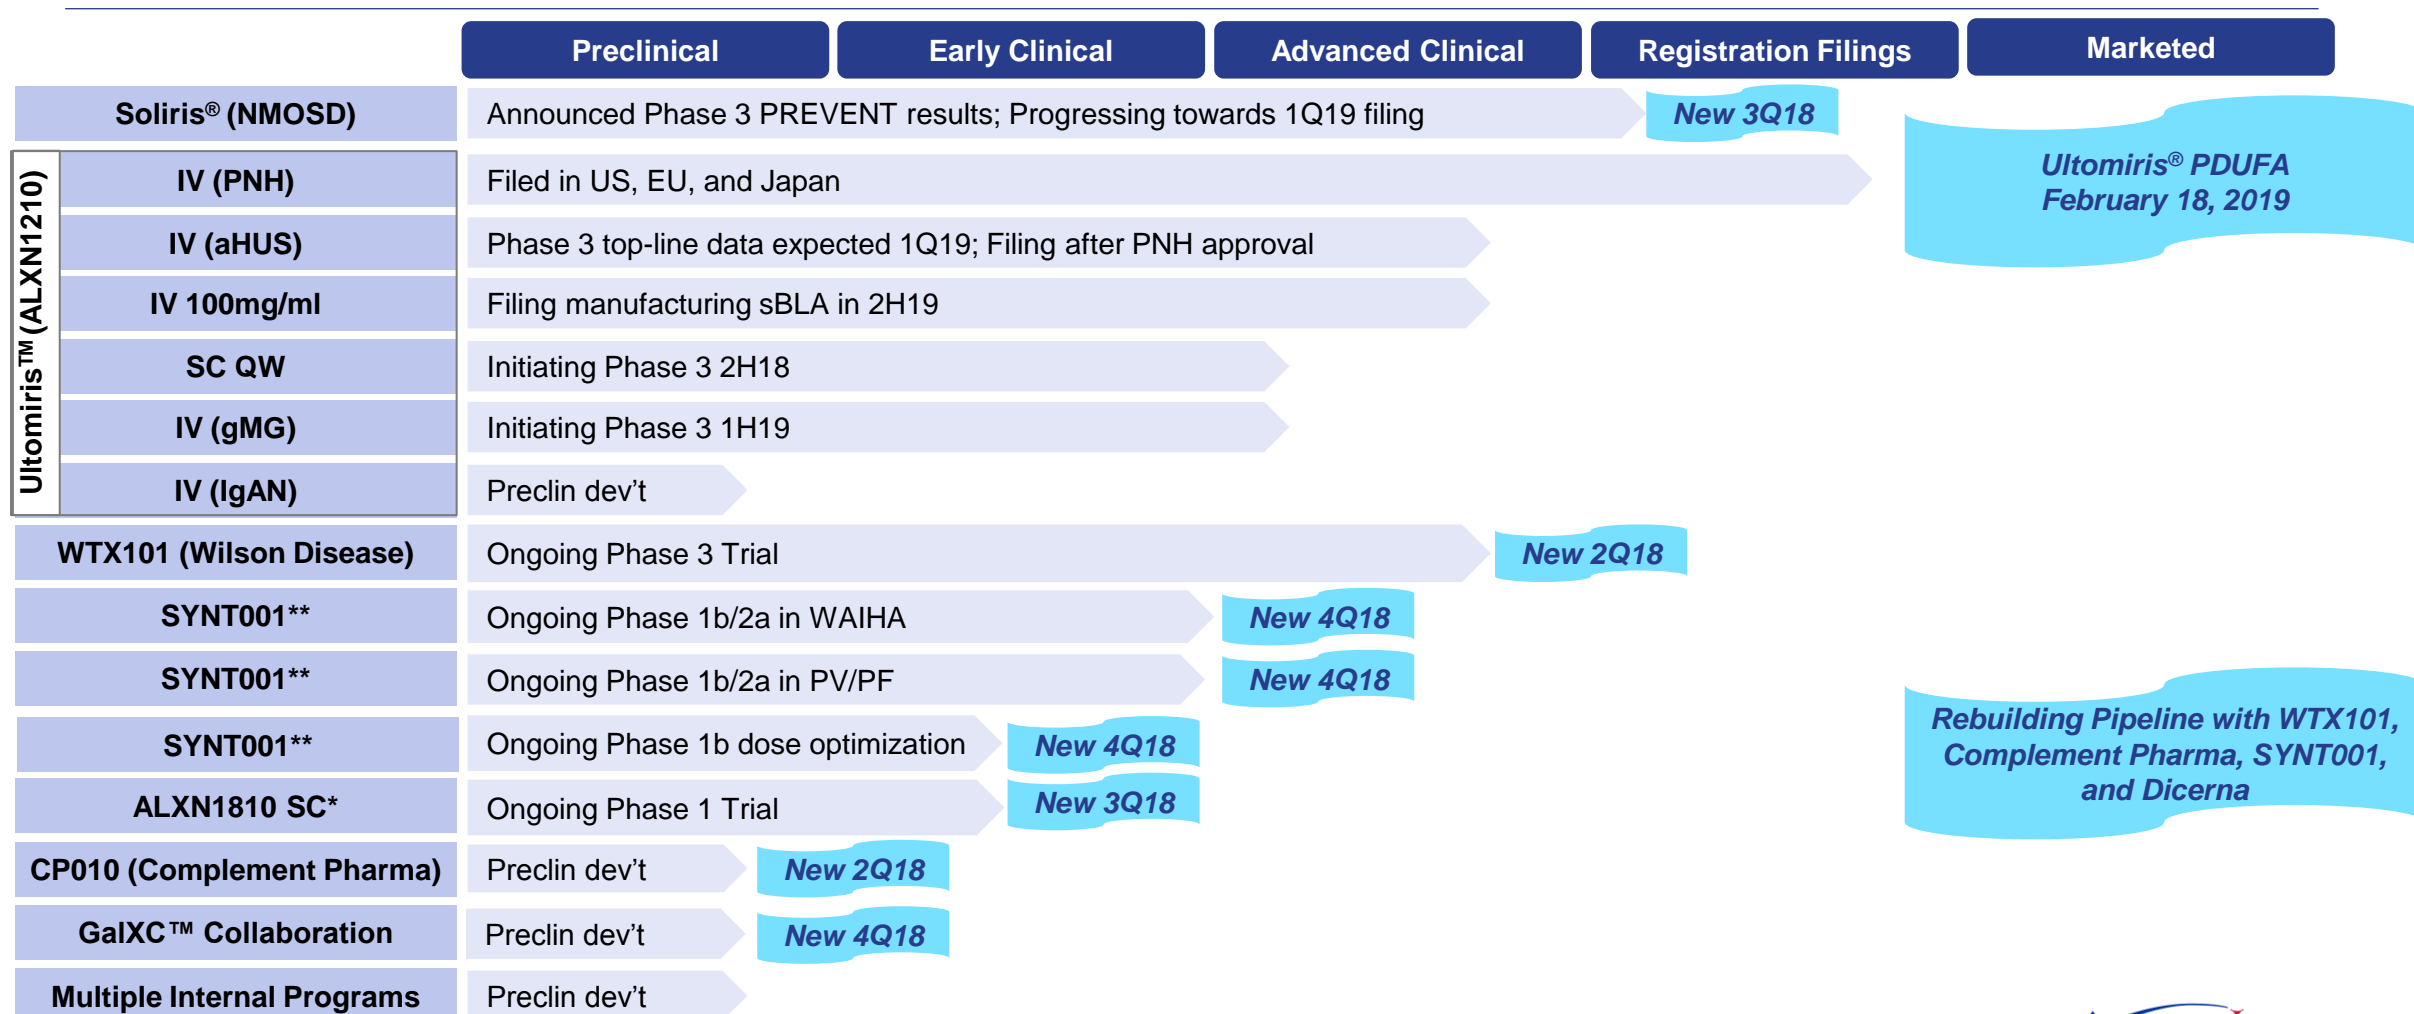 Preclinical
Early Clinical
Advanced Clinical
Registration Filings
Marketed
Soliris® (NMOSD)
Announced Phase 3 PREVENT results; Progressing towards 1Q19 filing
New 3Q18
Ultomiris® PDUFA
February 18, 2019
Ultomiris™ (ALXN1210)
IV (PNH)
Filed in US, EU, and Japan
IV (aHUS)
Phase 3 top-line data expected 1Q19; Filing after PNH approval
IV 100mg/ml
Filing manufacturing sBLA in 2H19
SC QW
Initiating Phase 3 2H18
IV (gMG)
Initiating Phase 3 1H19
IV (IgAN)
Preclin dev’t
WTX101 (Wilson Disease)
Ongoing Phase 3 Trial
New 2Q18
SYNT001**
Ongoing Phase 1b/2a in WAIHA
New 4Q18
SYNT001**
Ongoing Phase 1b/2a in PV/PF
New 4Q18
SYNT001**
Ongoing Phase 1b dose optimization
New 4Q18
Rebuilding Pipeline with WTX101,
Complement Pharma, SYNT001,
and Dicerna
ALXN1810 SC*
Ongoing Phase 1 Trial
New 3Q18
CP010 (Complement Pharma)
Preclin dev’t
New 2Q18
GalXC™ Collaboration
Preclin dev’t
New 4Q18
Multiple Internal Programs
Preclin dev’t